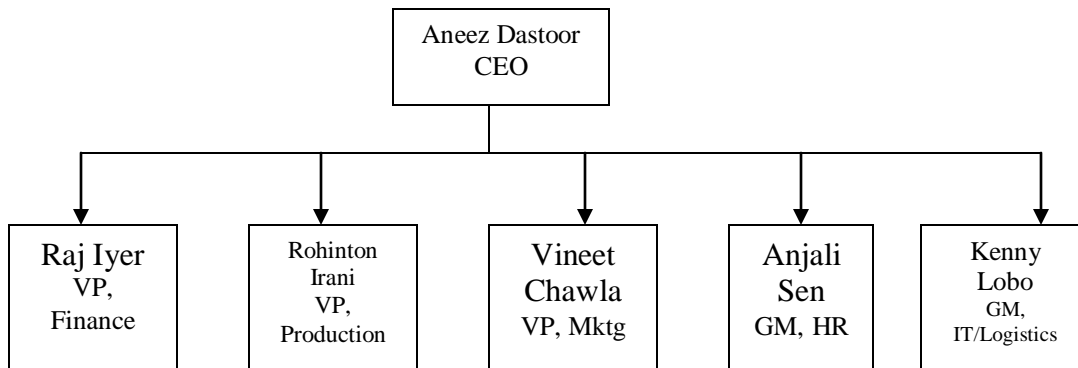 Aneez Dastoor
CEO
Raj Iyer
VP,
Finance
Rohinton
Irani
VP,
Production
Vineet
Chawla
VP, Mktg
Anjali
Sen
GM, HR
Kenny
Lobo
GM,
IT/Logistics